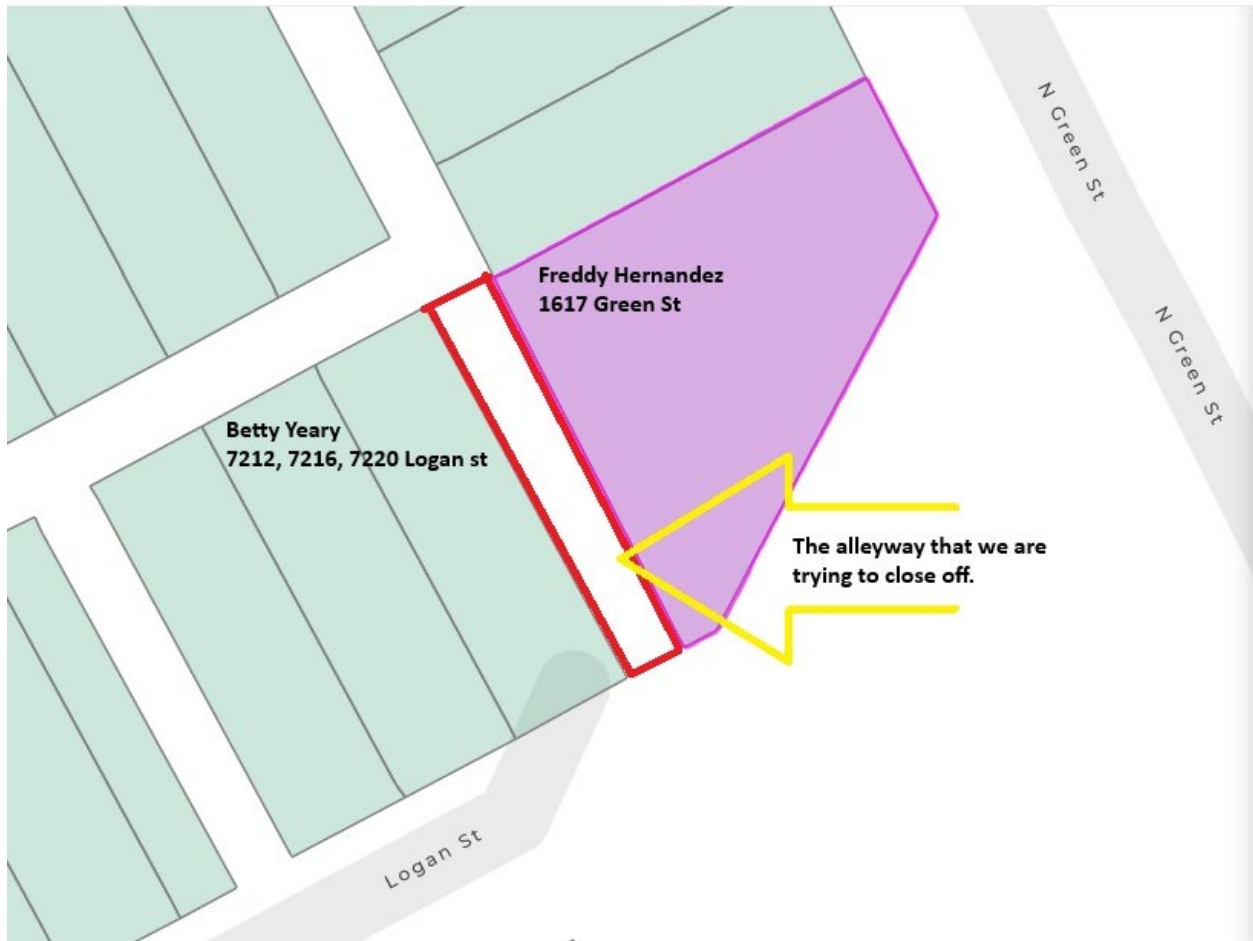 N Green St
Freddy Hernandez
1617 Green St
N Green St
Betty Yeary
7212, 7216, 7220 Logan st
The alleyway that we are
trying to close off.
Logan St